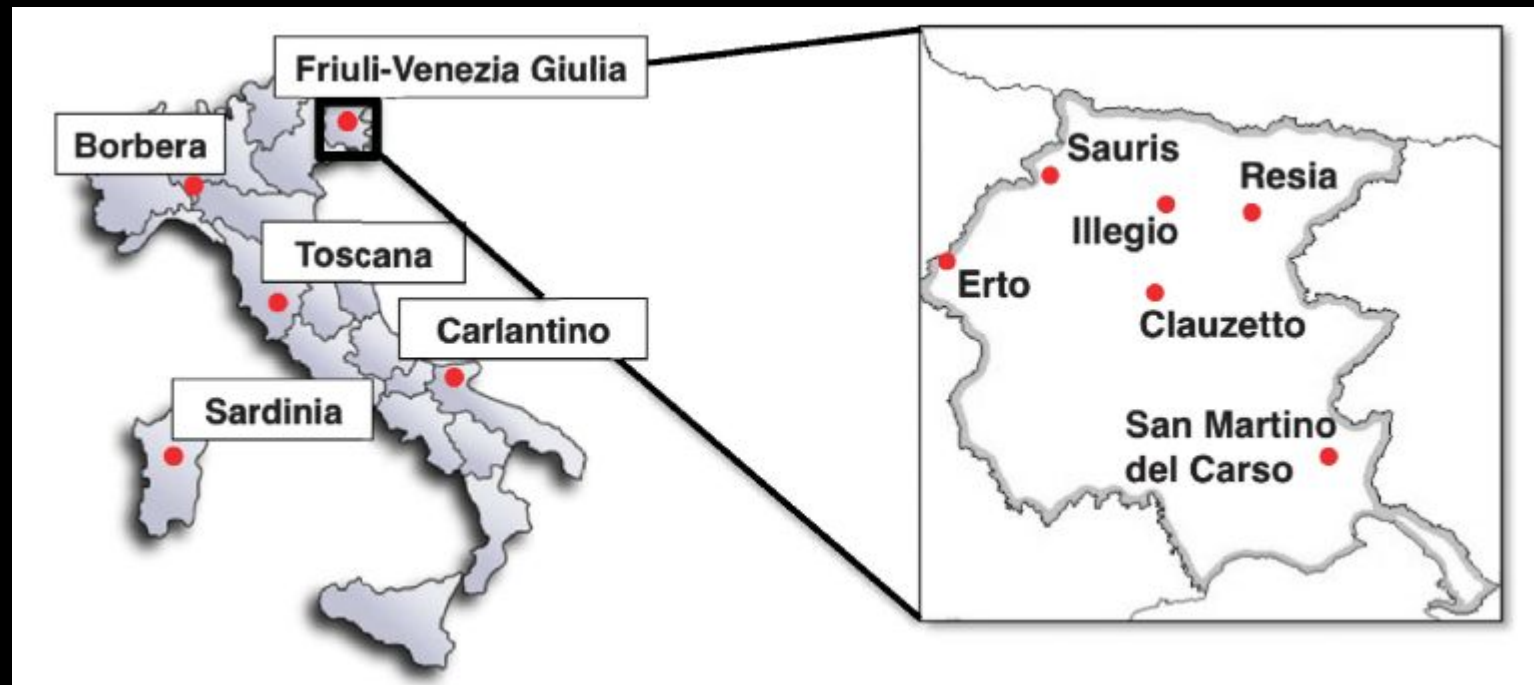 Friuli-Venezia Giulia
Borbera
Toscana
Carlantino
Sardinia
Sauris
Resia
Illegio
Erto
Clauzetto
San Martino
del Carso